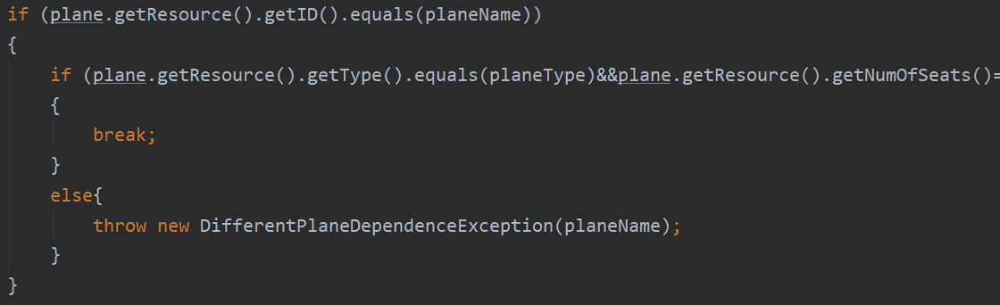 if (plane.getResource().getID().equals(planeName))
{
if (plane.getResource().getType().equals(planeType)&&plane.getResource().getNumOfSeats()=
{
break;
}
else{
throw new DifferentPlaneDependenceException(planeName);
}
}